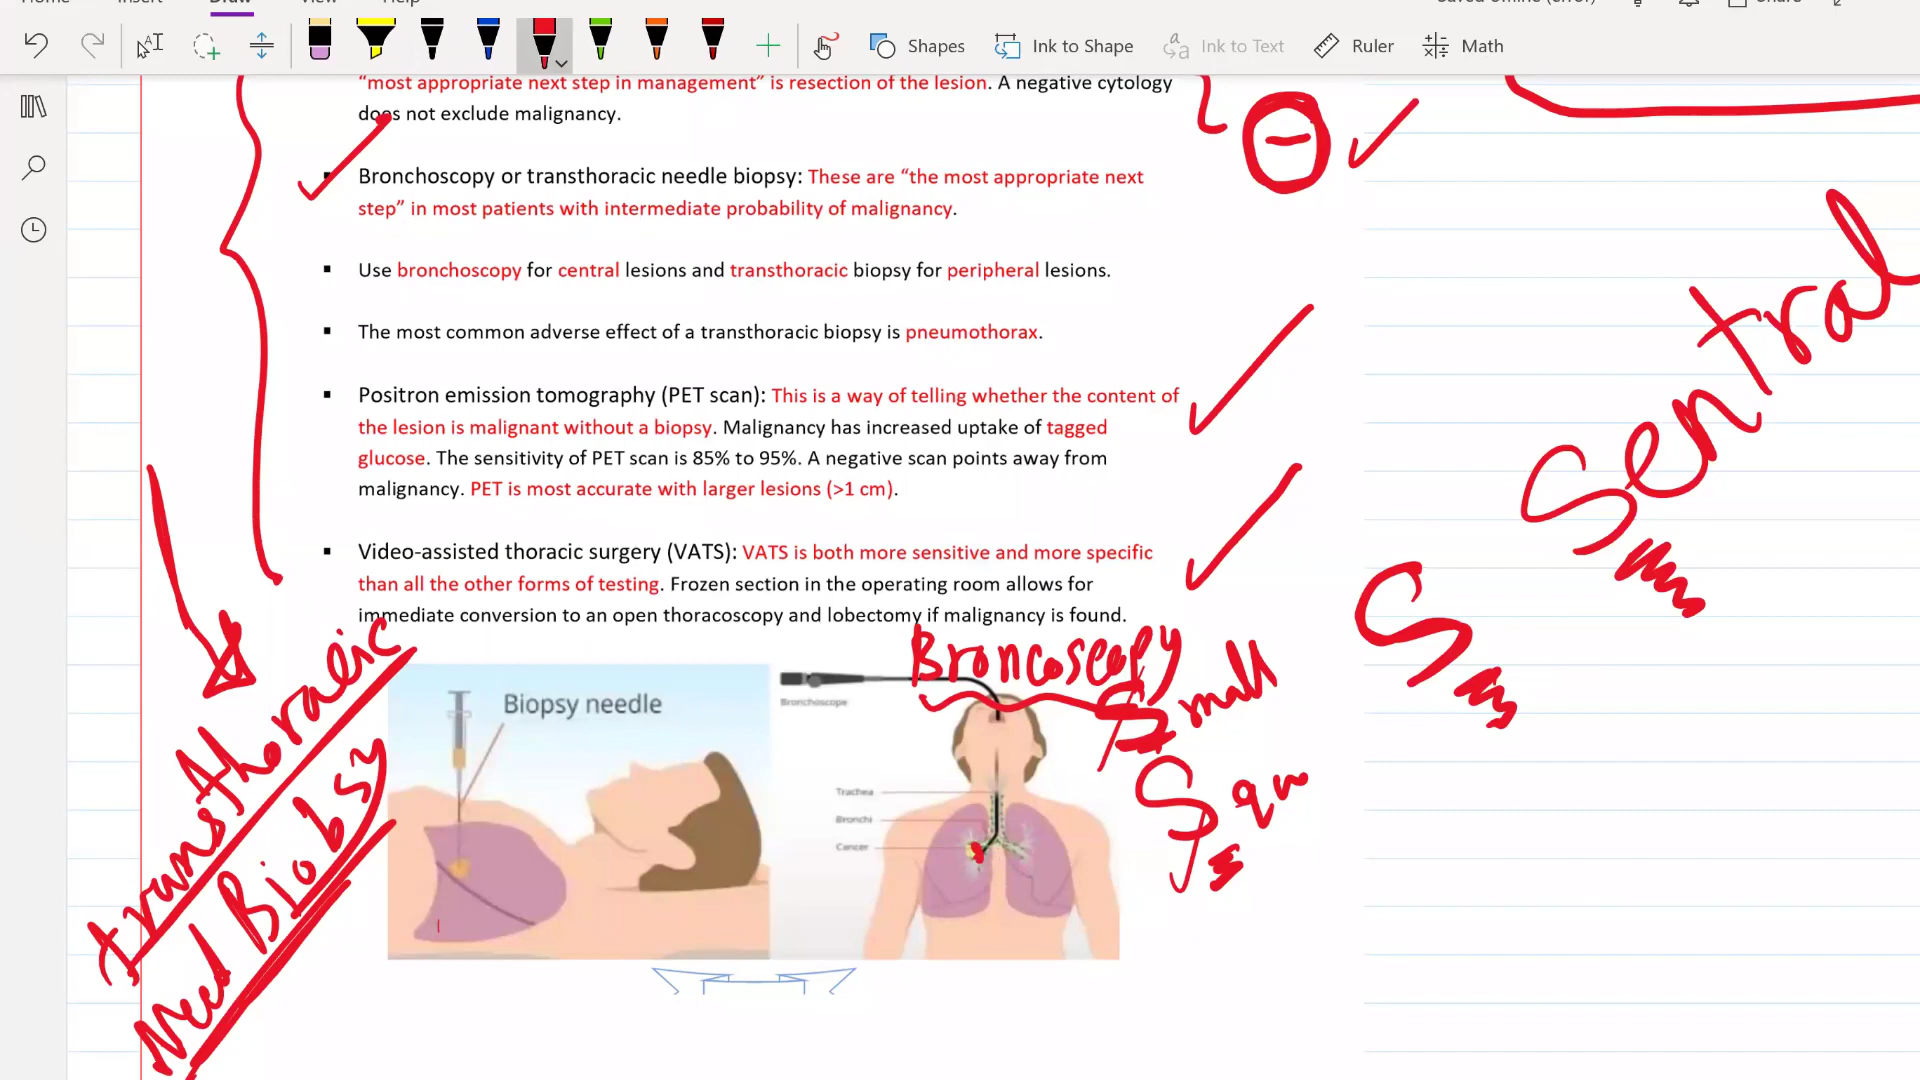 Home Insert Draw View Help Saved online (error) Share
Shapes Ink to Shape Ink to Text Ruler Math
“most appropriate next step in management” is resection of the lesion. A negative cytology
does not exclude malignancy.
▪ Bronchoscopy or transthoracic needle biopsy: These are “the most appropriate next
step” in most patients with intermediate probability of malignancy.
▪ Use bronchoscopy for central lesions and transthoracic biopsy for peripheral lesions.
▪ The most common adverse effect of a transthoracic biopsy is pneumothorax.
▪ Positron emission tomography (PET scan): This is a way of telling whether the content of
the lesion is malignant without a biopsy. Malignancy has increased uptake of tagged
glucose. The sensitivity of PET scan is 85% to 95%. A negative scan points away from
malignancy. PET is most accurate with larger lesions (>1 cm).
▪ Video-assisted thoracic surgery (VATS): VATS is both more sensitive and more specific
than all the other forms of testing. Frozen section in the operating room allows for
immediate conversion to an open thoracoscopy and lobectomy if malignancy is found.
Sentral
S
Broncoscopy
Small
Squ
transthoraic
Need Biobsy
Biopsy needle
Bronchoscope
Trachea
Bronchi
Cancer